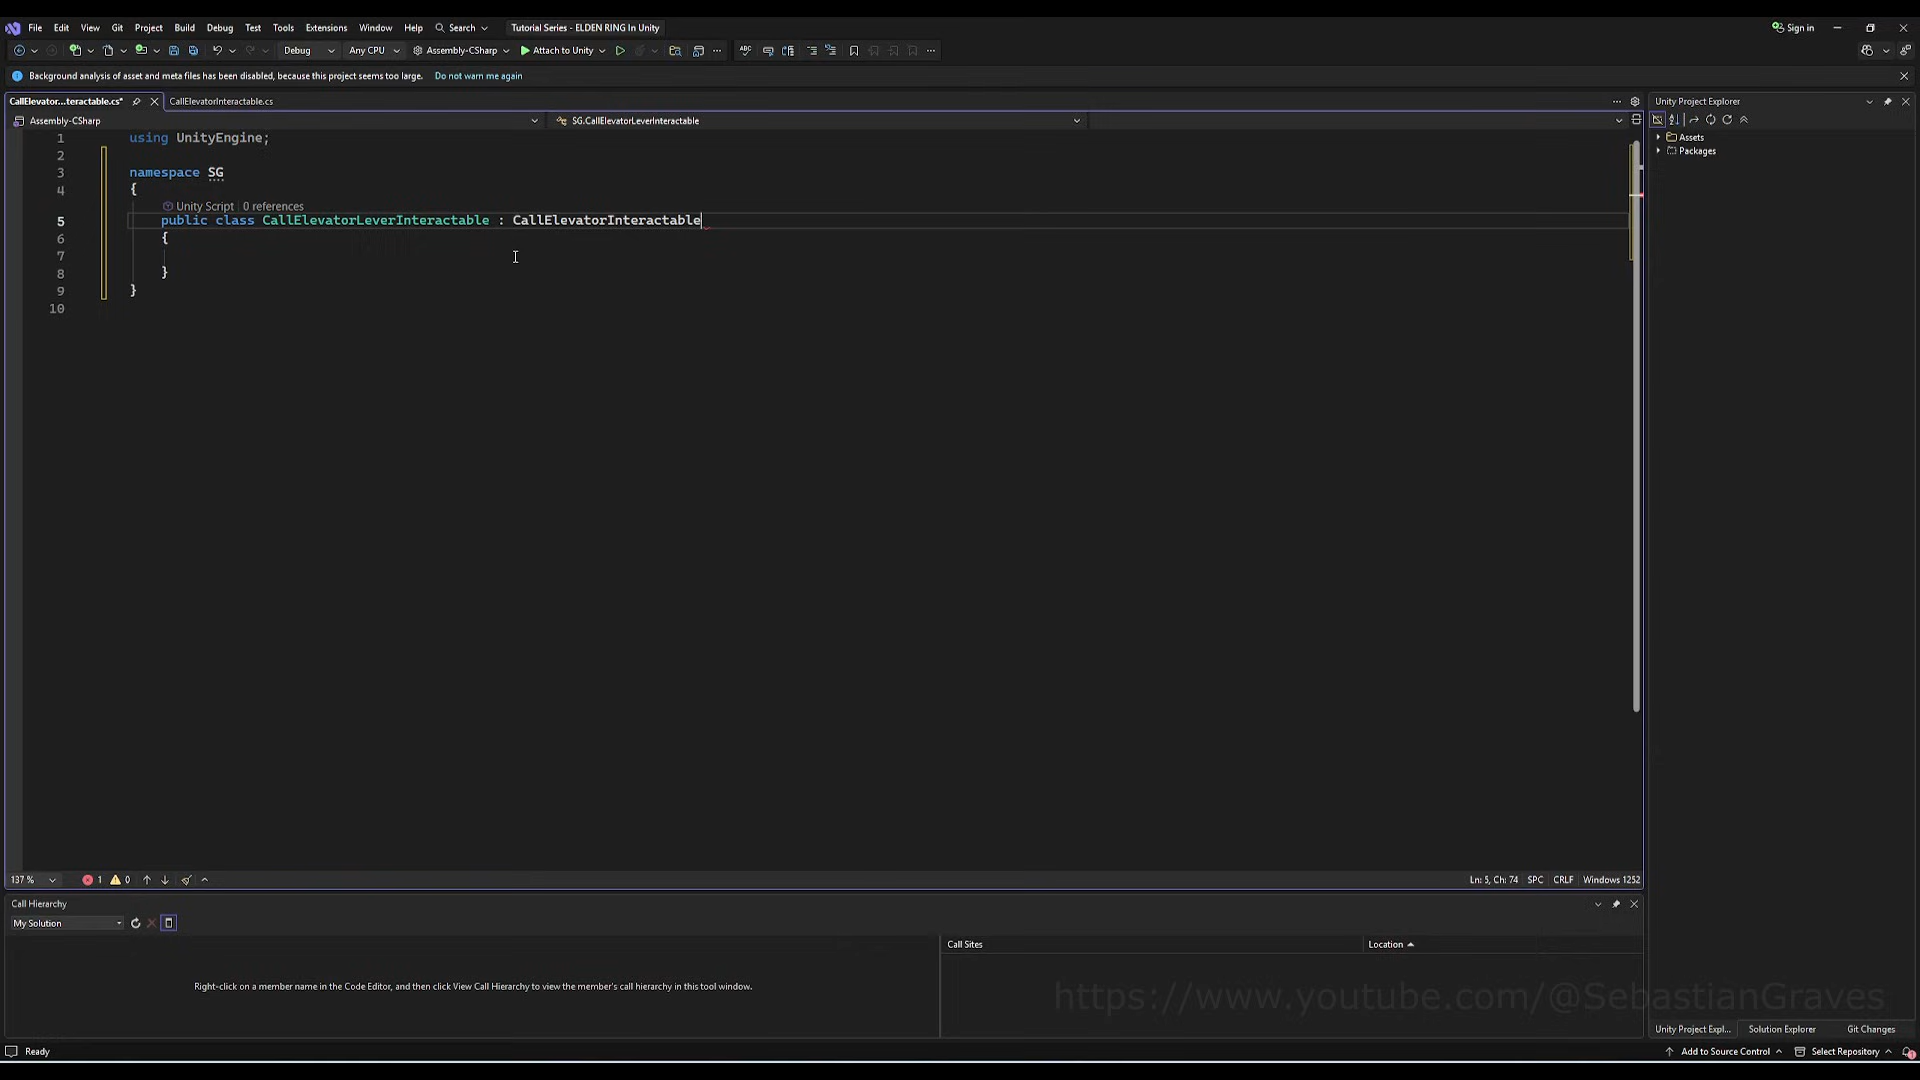 File Edit View Git Project Build Debug Test Tools Extensions Window Help Search Tutorial Series - ELDEN RING In Unity Sign in
Debug Any CPU Assembly-CSharp Attach to Unity
Background analysis of asset and meta files has been disabled, because this project seems too large. Do not warn me again
CallElevator...teractable.cs* CallElevatorInteractable.cs
Assembly-CSharp SG.CallElevatorLeverInteractable
1 using UnityEngine;
2
3 namespace SG
4 {
Unity Script | 0 references
5 public class CallElevatorLeverInteractable : CallElevatorInteractable
6 {
7
8 }
9 }
10
Unity Project Explorer
Assets
Packages
137 % 1 0 Ln: 5, Ch: 74 SPC CRLF Windows 1252
Call Hierarchy
My Solution
Call Sites Location
Right-click on a member name in the Code Editor, and then click View Call Hierarchy to view the member's call hierarchy in this tool window.
https://www.youtube.com/@SebastianGraves
Unity Project Expl... Solution Explorer Git Changes
Ready Add to Source Control Select Repository